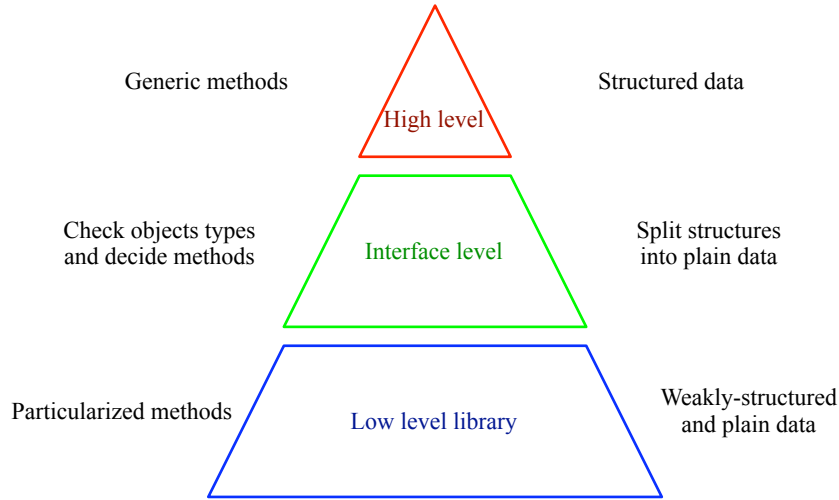 Generic methods
High level
Structured data
Check objects types
and decide methods
Interface level
Split structures
into plain data
Particularized methods
Low level library
Weakly-structured
and plain data